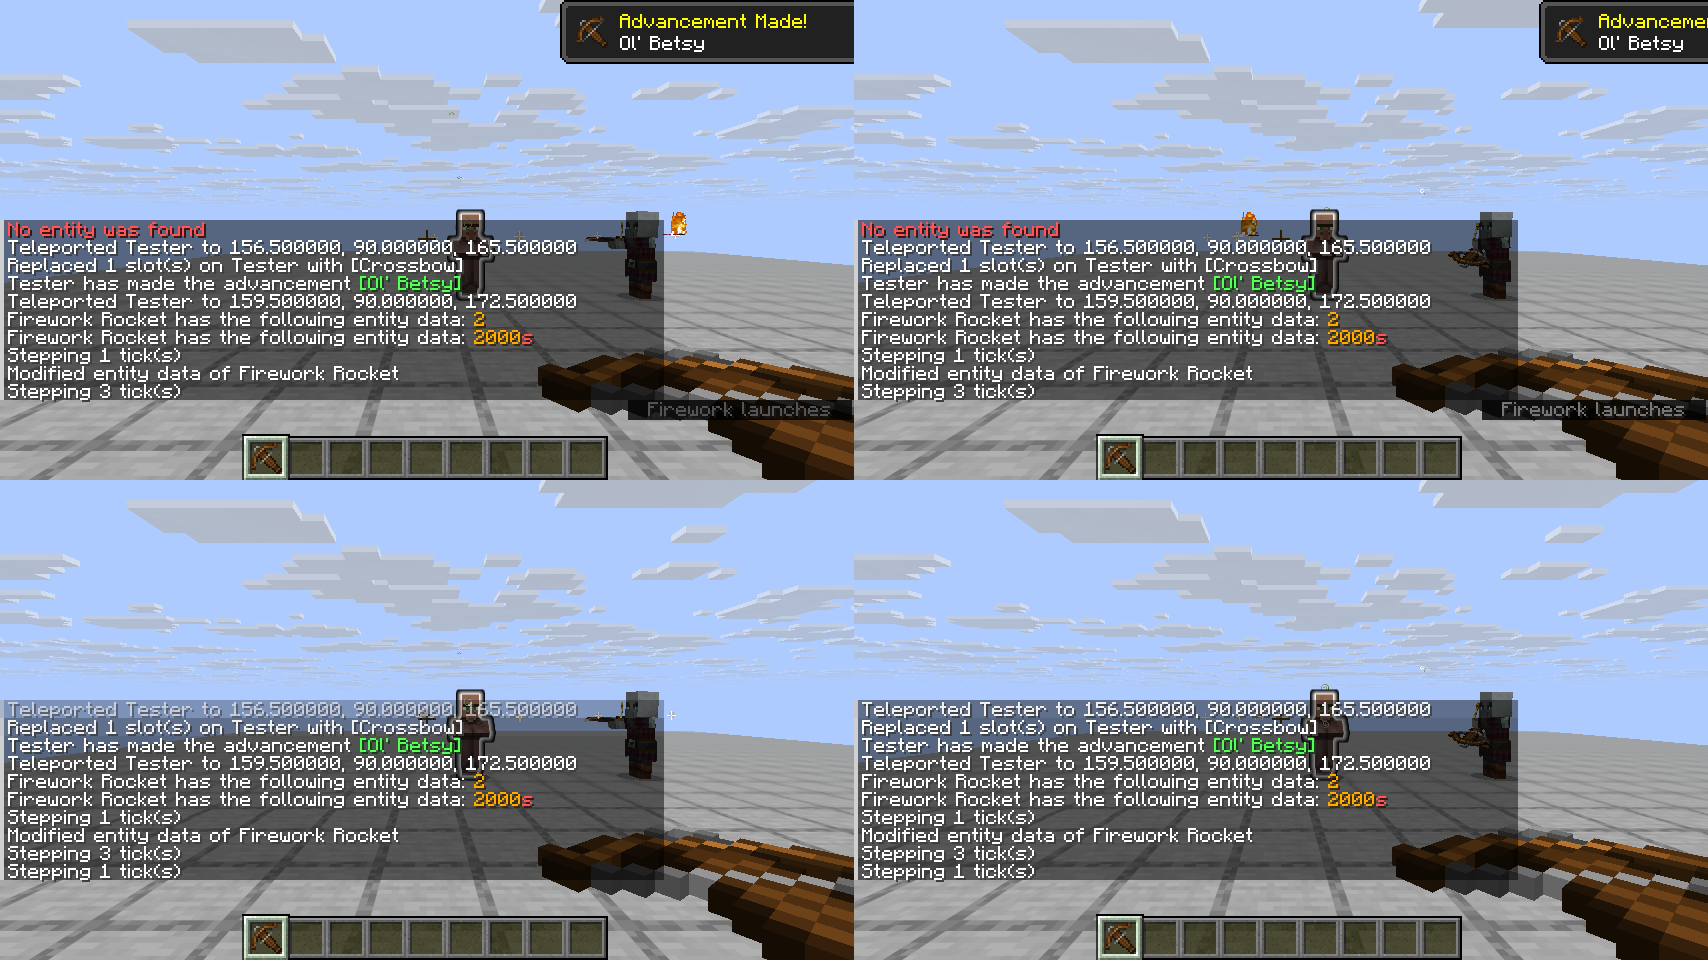 Advancement Made!
Ol' Betsy
No entity was found
Teleported Tester to 156.500000, 90.000000, 165.500000
Replaced 1 slot(s) on Tester with [Crossbow]
Tester has made the advancement [Ol' Betsy]
Teleported Tester to 159.500000, 90.000000, 172.500000
Firework Rocket has the following entity data: 2
Firework Rocket has the following entity data: 2000s
Stepping 1 tick(s)
Modified entity data of Firework Rocket
Stepping 3 tick(s)
Firework launches
Advanceme
Ol' Betsy
No entity was found
Teleported Tester to 156.500000, 90.000000, 165.500000
Replaced 1 slot(s) on Tester with [Crossbow]
Tester has made the advancement [Ol' Betsy]
Teleported Tester to 159.500000, 90.000000, 172.500000
Firework Rocket has the following entity data: 2
Firework Rocket has the following entity data: 2000s
Stepping 1 tick(s)
Modified entity data of Firework Rocket
Stepping 3 tick(s)
Firework launches
Teleported Tester to 156.500000, 90.000000, 165.500000
Replaced 1 slot(s) on Tester with [Crossbow]
Tester has made the advancement [Ol' Betsy]
Teleported Tester to 159.500000, 90.000000, 172.500000
Firework Rocket has the following entity data: 2
Firework Rocket has the following entity data: 2000s
Stepping 1 tick(s)
Modified entity data of Firework Rocket
Stepping 3 tick(s)
Stepping 1 tick(s)
Teleported Tester to 156.500000, 90.000000, 165.500000
Replaced 1 slot(s) on Tester with [Crossbow]
Tester has made the advancement [Ol' Betsy]
Teleported Tester to 159.500000, 90.000000, 172.500000
Firework Rocket has the following entity data: 2
Firework Rocket has the following entity data: 2000s
Stepping 1 tick(s)
Modified entity data of Firework Rocket
Stepping 3 tick(s)
Stepping 1 tick(s)